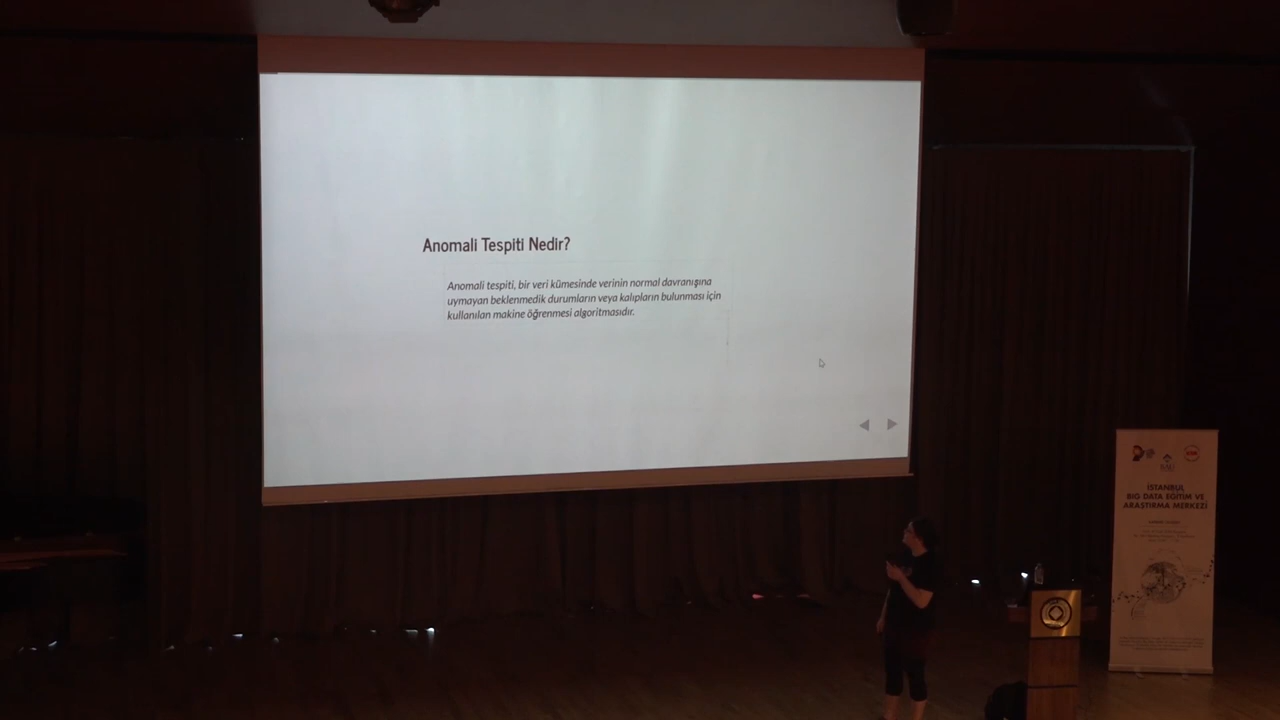 Anomali Tespiti Nedir?
Anomali tespiti, bir veri kümesinde verinin normal davranışına
uymayan beklenmedik durumların veya kalıpların bulunması için
kullanılan makine öğrenmesi algoritmasıdır.
İSTANBUL
BIG DATA EĞİTİM VE
ARAŞTIRMA MERKEZİ